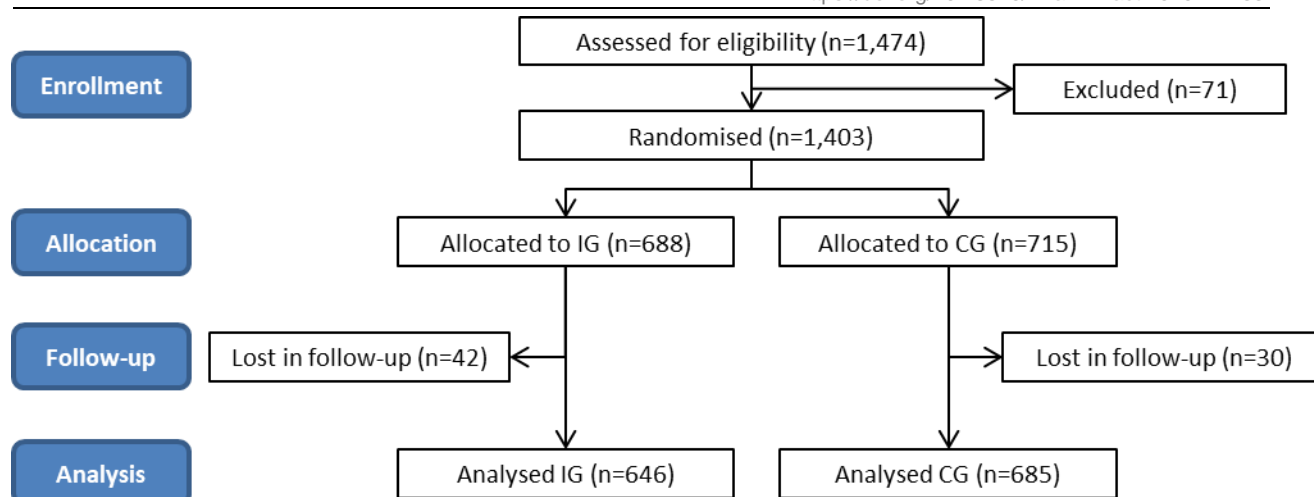 Assessed for eligibility (n=1,474)
Enrollment
Excluded (n=71)
Randomised (n=1,403)
Allocation
Allocated to IG (n=688)
Allocated to CG (n=715)
Follow-up
Lost in follow-up (n=42)
Lost in follow-up (n=30)
Analysis
Analysed IG (n=646)
Analysed CG (n=685)